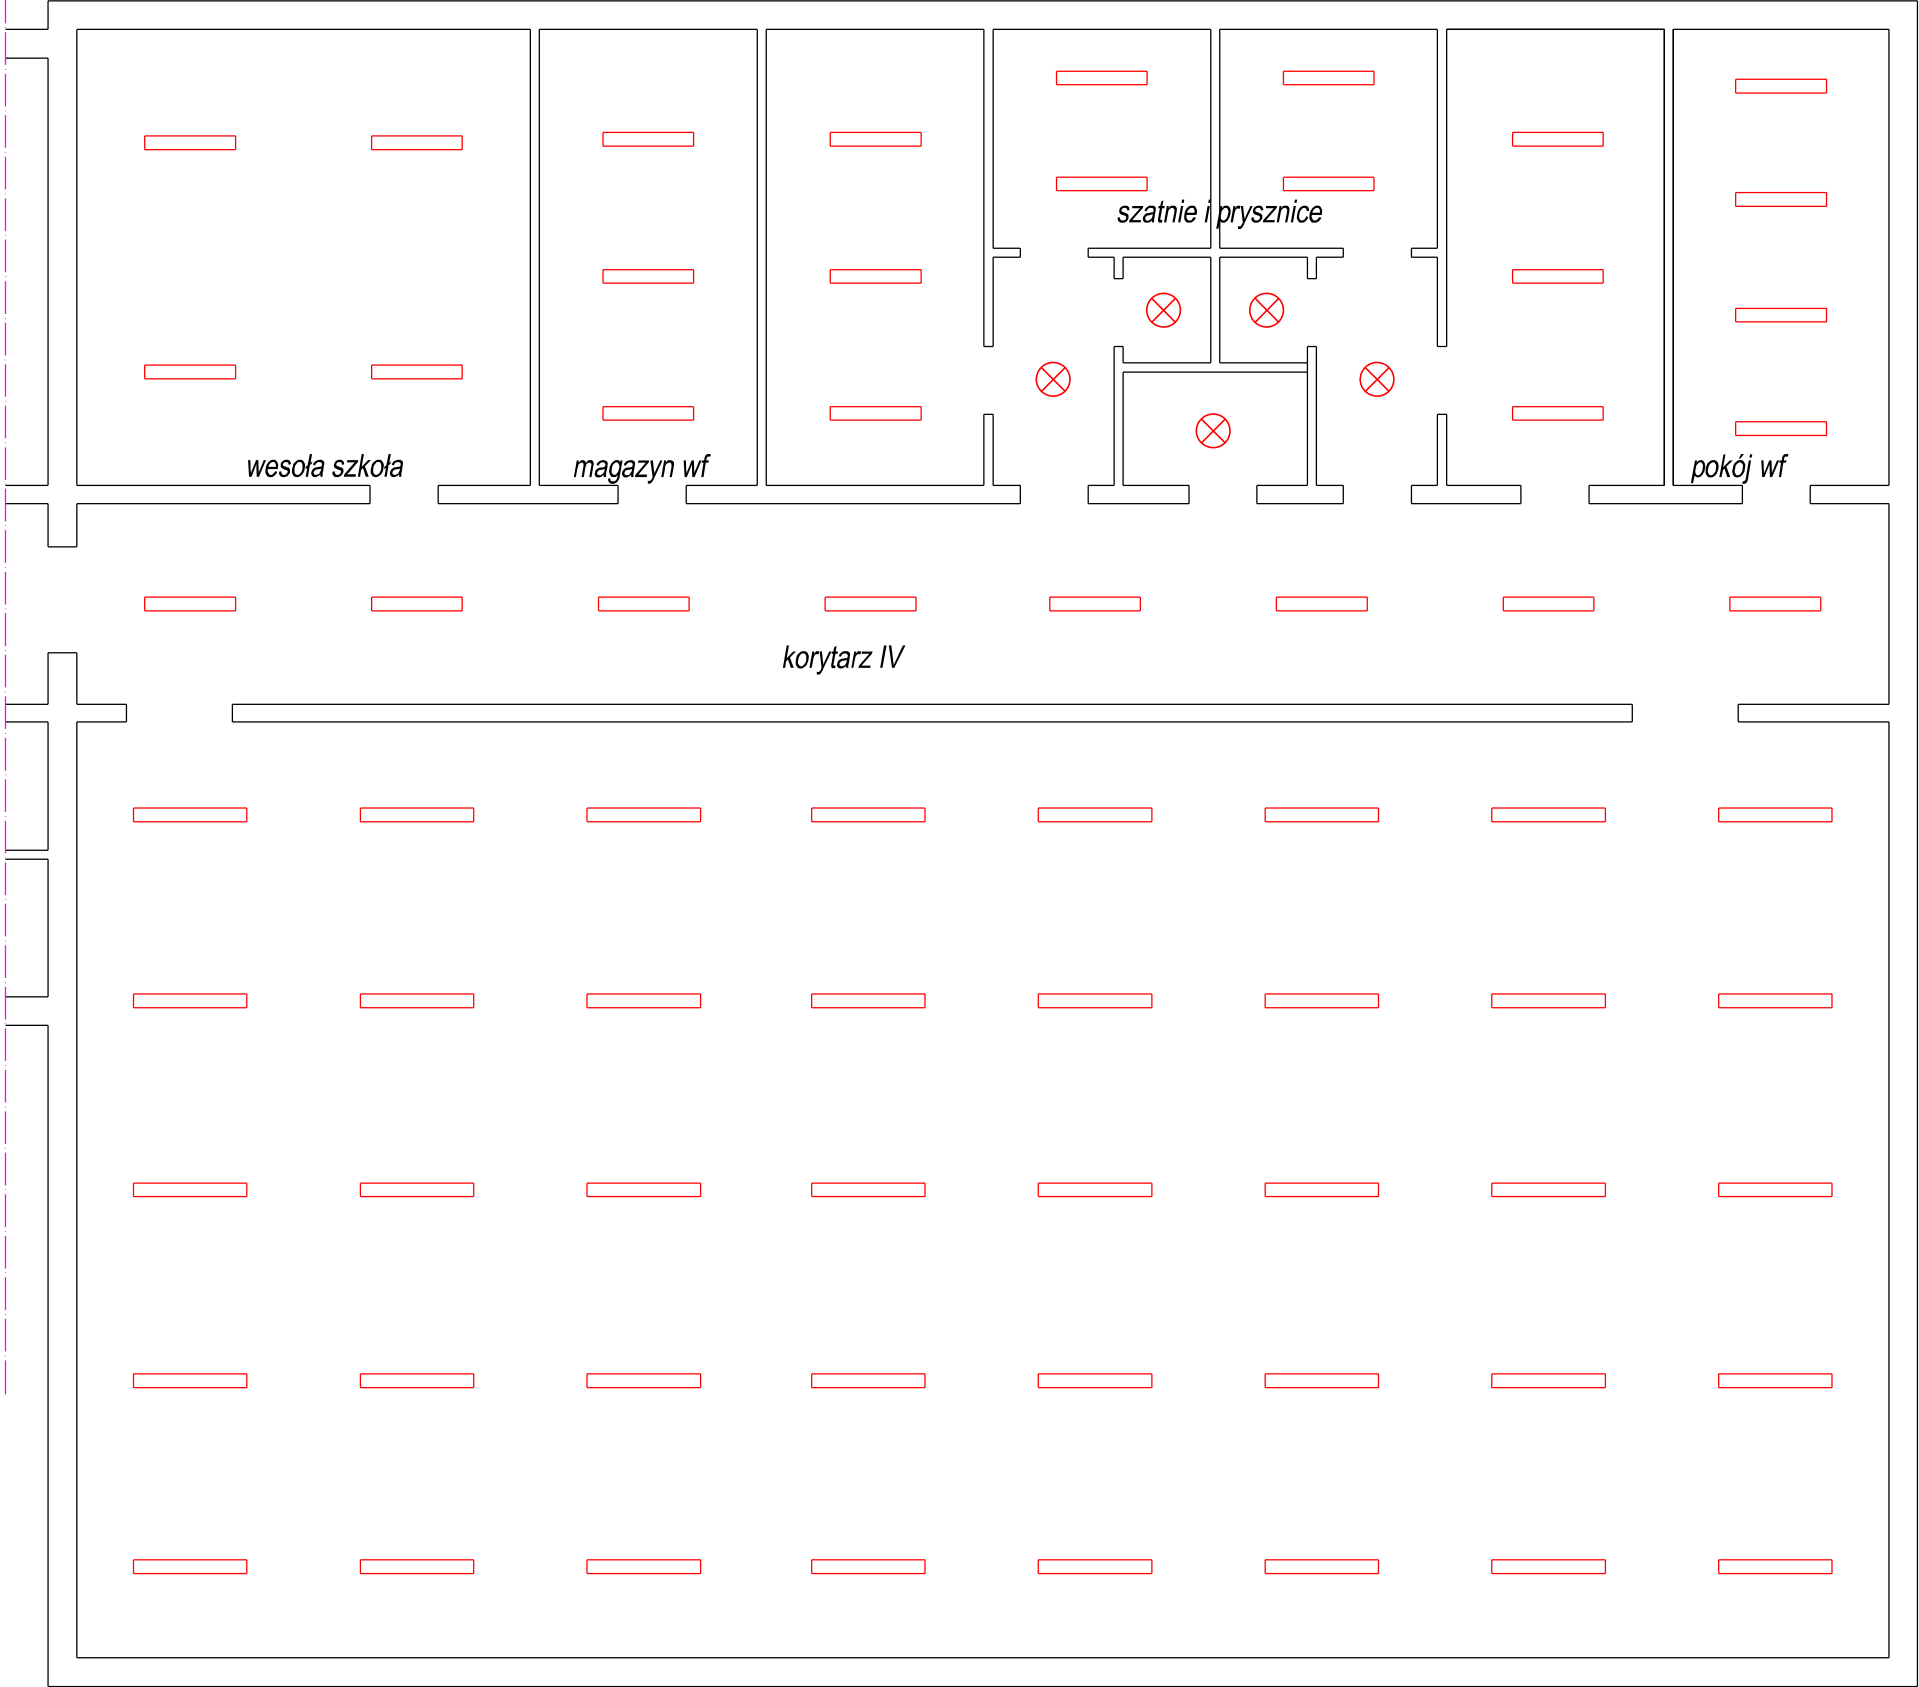 szatnie i prysznice
wesoła szkoła
magazyn wf
pokój wf
korytarz IV